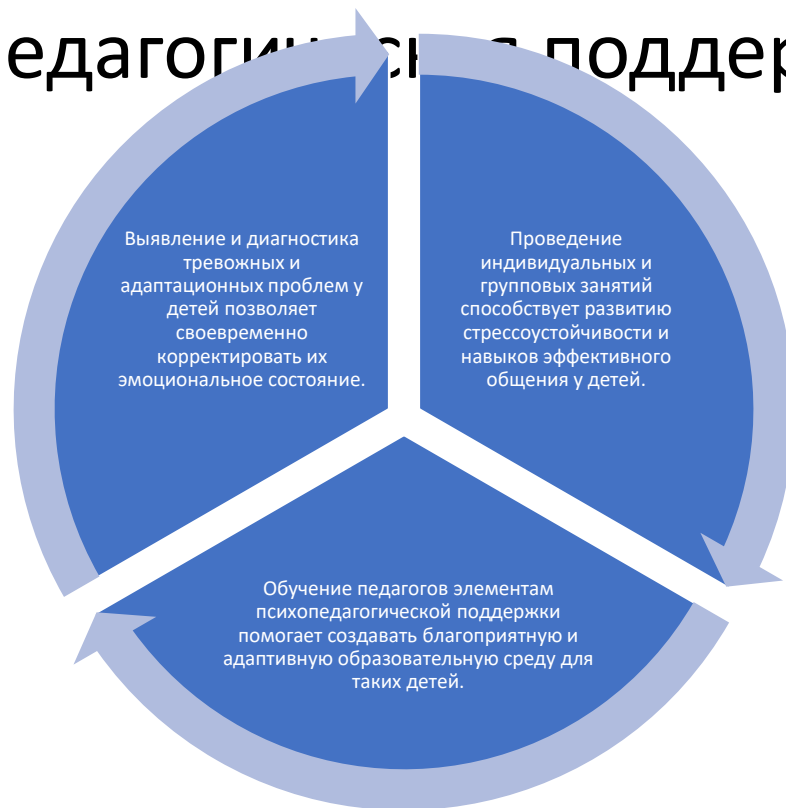 едагогическая поддер
Выявление и диагностика
тревожных и
адаптационных проблем у
детей позволяет
своевременно
корректировать их
эмоциональное состояние.
Проведение
индивидуальных и
групповых занятий
способствует развитию
стрессоустойчивости и
навыков эффективного
общения у детей.
Обучение педагогов элементам
психопедагогической поддержки
помогает создавать благоприятную и
адаптивную образовательную среду для
таких детей.